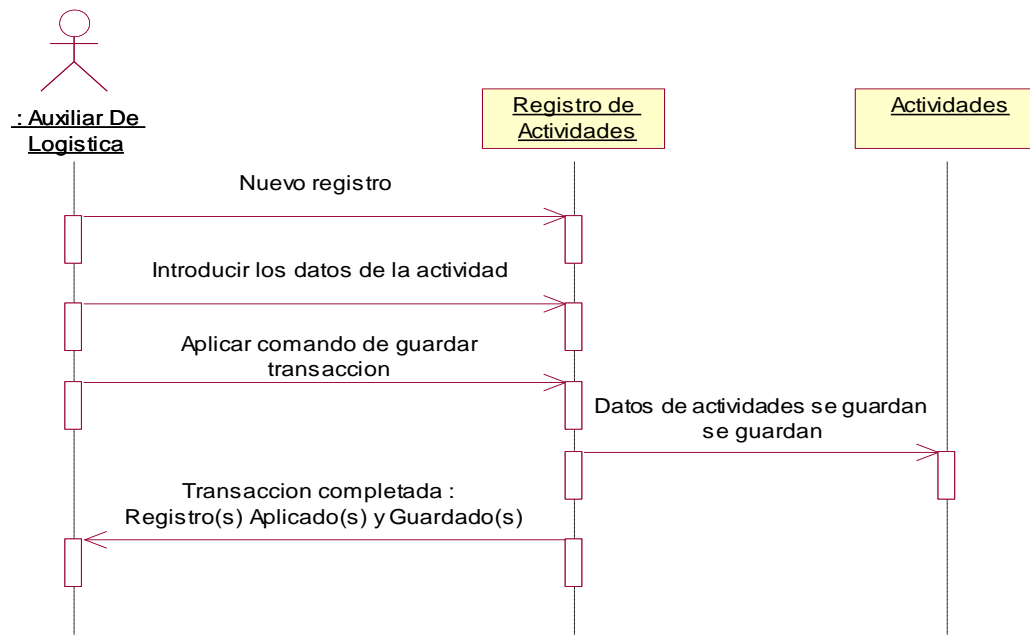 : Auxiliar De
Logistica
Registro de
Actividades
Actividades
Nuevo registro
Introducir los datos de la actividad
Aplicar comando de guardar
transaccion
Datos de actividades se guardan
se guardan
Transaccion completada :
Registro(s) Aplicado(s) y Guardado(s)